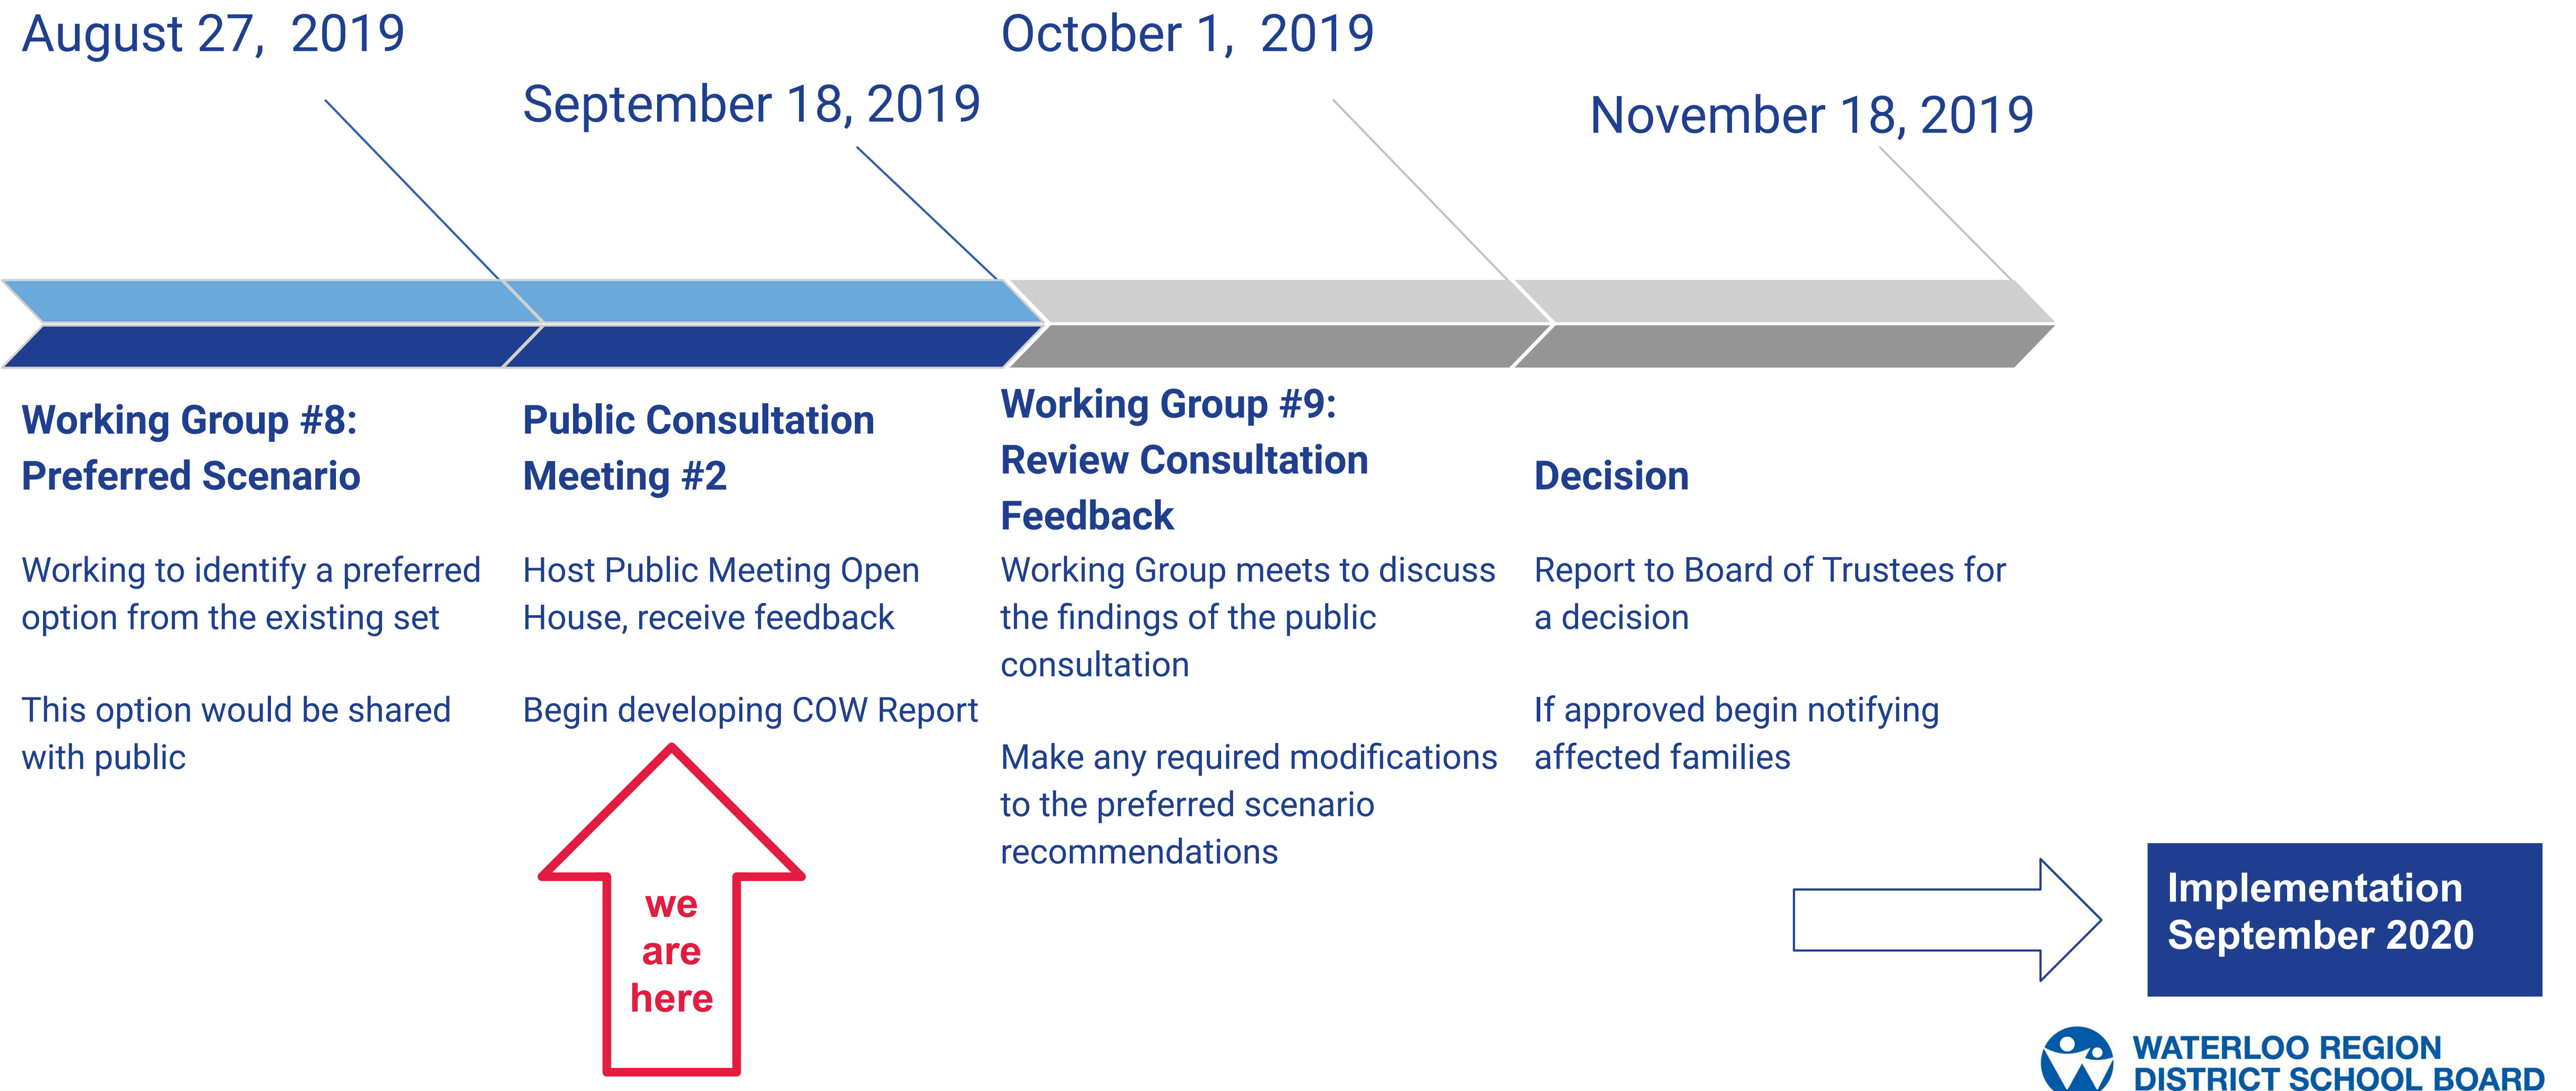 August 27, 2019
September 18, 2019
October 1, 2019
November 18, 2019
Working Group #8:
Preferred Scenario
Working to identify a preferred
option from the existing set
This option would be shared
with public
Public Consultation
Meeting #2
Host Public Meeting Open
House, receive feedback
Begin developing COW Report
we
are
here
Working Group #9:
Review Consultation
Feedback
Working Group meets to discuss
the findings of the public
consultation
Make any required modifications
to the preferred scenario
recommendations
Decision
Report to Board of Trustees for
a decision
If approved begin notifying
affected families
Implementation
September 2020
WATERLOO REGION
DISTRICT SCHOOL BOARD